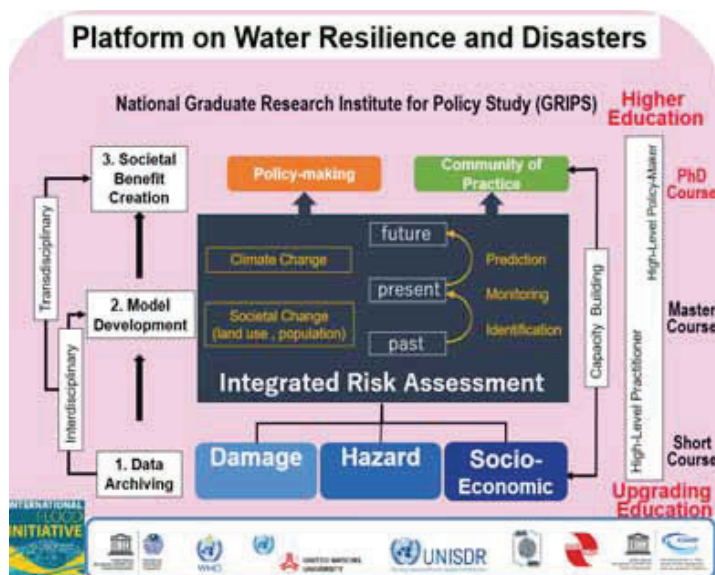 Platform on Water Resilience and Disasters
National Graduate Research Institute for Policy Study (GRIPS)
Higher
Education
3. Societal
Benefit
Creation
Policy-making
Community of
Practice
PhD
Course
High-Level Policy-Maker
Transdisciplinary
future
Climate Change
Prediction
present
Monitoring
2. Model
Development
Societal Change
(land use , population)
Identification
past
Capacity Building
Master
Course
Interdisciplinary
Integrated Risk Assessment
High-Level Practitioner
1. Data
Archiving
Damage
Hazard
Socio-
Economic
Short
Course
Upgrading
Education
INTERNATIONAL
FLOOD
INITIATIVE
WHO
UNITED NATIONS
UNIVERSITY
UNISDR